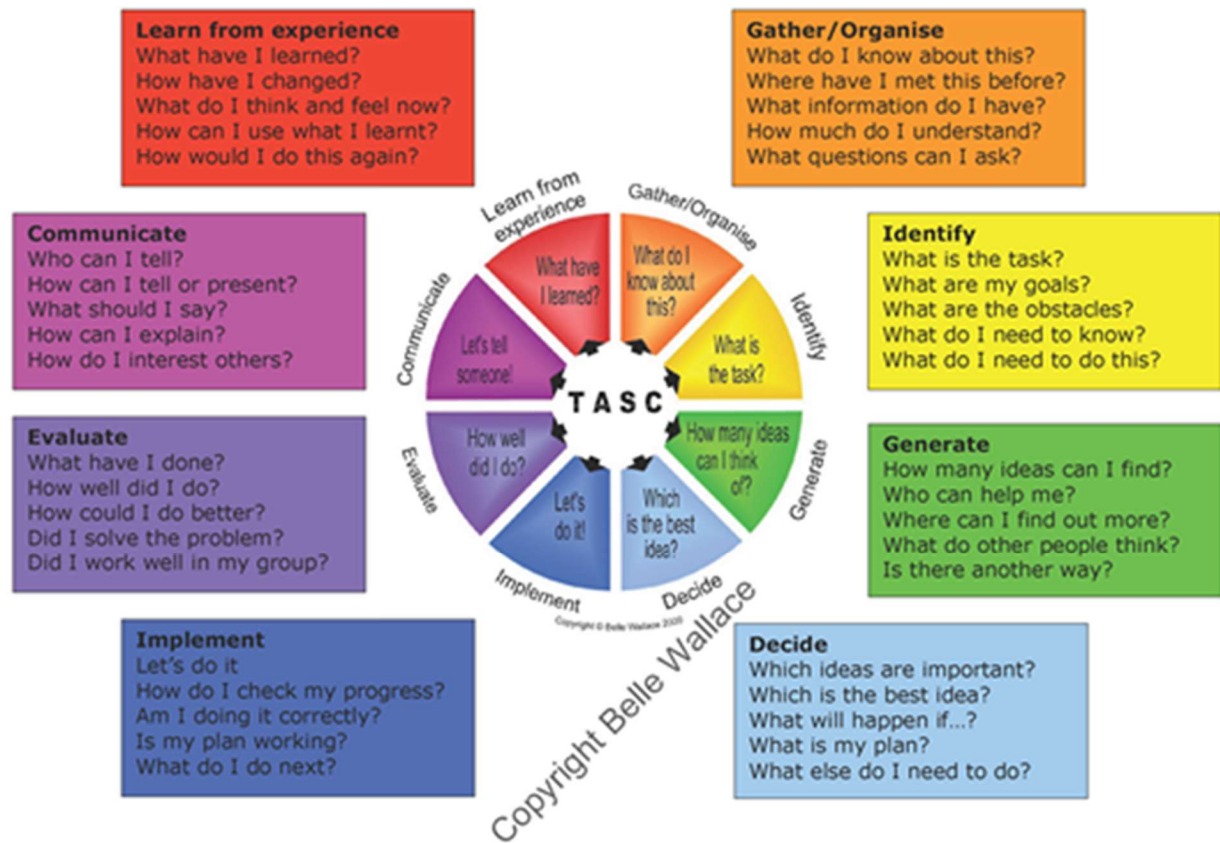 Learn from experience
What have I learned?
How have I changed?
What do I think and feel now?
How can I use what I learnt?
How would I do this again?
Gather/Organise
What do I know about this?
Where have I met this before?
What information do I have?
How much do I understand?
What questions can I ask?
Communicate
Who can I tell?
How can I tell or present?
What should I say?
How can I explain?
How do I interest others?
Identify
What is the task?
What are my goals?
What are the obstacles?
What do I need to know?
What do I need to do this?
Evaluate
What have I done?
How well did I do?
How could I do better?
Did I solve the problem?
Did I work well in my group?
Generate
How many ideas can I find?
Who can help me?
Where can I find out more?
What do other people think?
Is there another way?
Implement
Let's do it
How do I check my progress?
Am I doing it correctly?
Is my plan working?
What do I do next?
Decide
Which ideas are important?
Which is the best idea?
What will happen if...?
What is my plan?
What else do I need to do?
Learn from
experience
What have
I learned?
Gather/Organise
What do I
know about
this?
Identify
What is
the task?
Generate
How many ideas
can I think
of?
Decide
Which
is the best
idea?
Implement
Let's
do it!
Evaluate
How well
did I do?
Communicate
Let's tell
someone!
TASC
Copyright © Belle Wallace
Copyright Belle Wallace